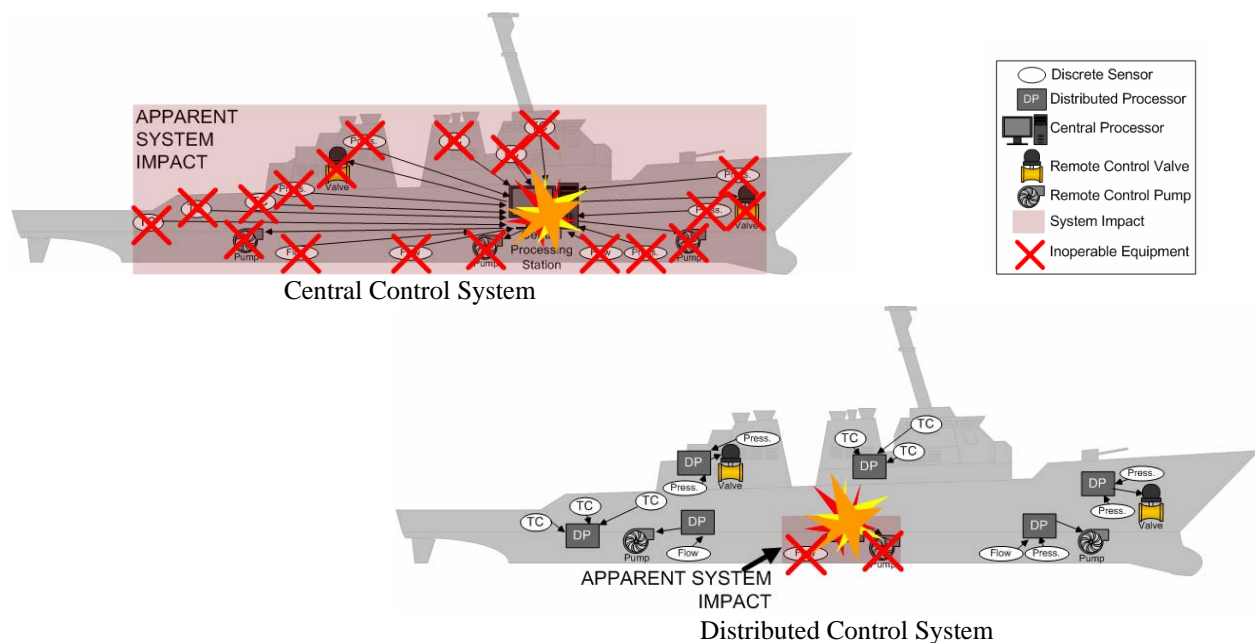 APPARENT
SYSTEM
IMPACT
Press.
Valve
Press.
Press.
Press.
Valve
Pump
Pump
Processing
Station
Pump
Central Control System
Discrete Sensor
DP
Distributed Processor
Central Processor
Remote Control Valve
Remote Control Pump
System Impact
Inoperable Equipment
TC
TC
TC
Press.
DP
Press.
Valve
DP
DP
Press.
Press.
Valve
TC
TC
TC
DP
DP
Pump
Flow
DP
Flow
Press.
Pump
Pump
APPARENT SYSTEM
IMPACT
Distributed Control System